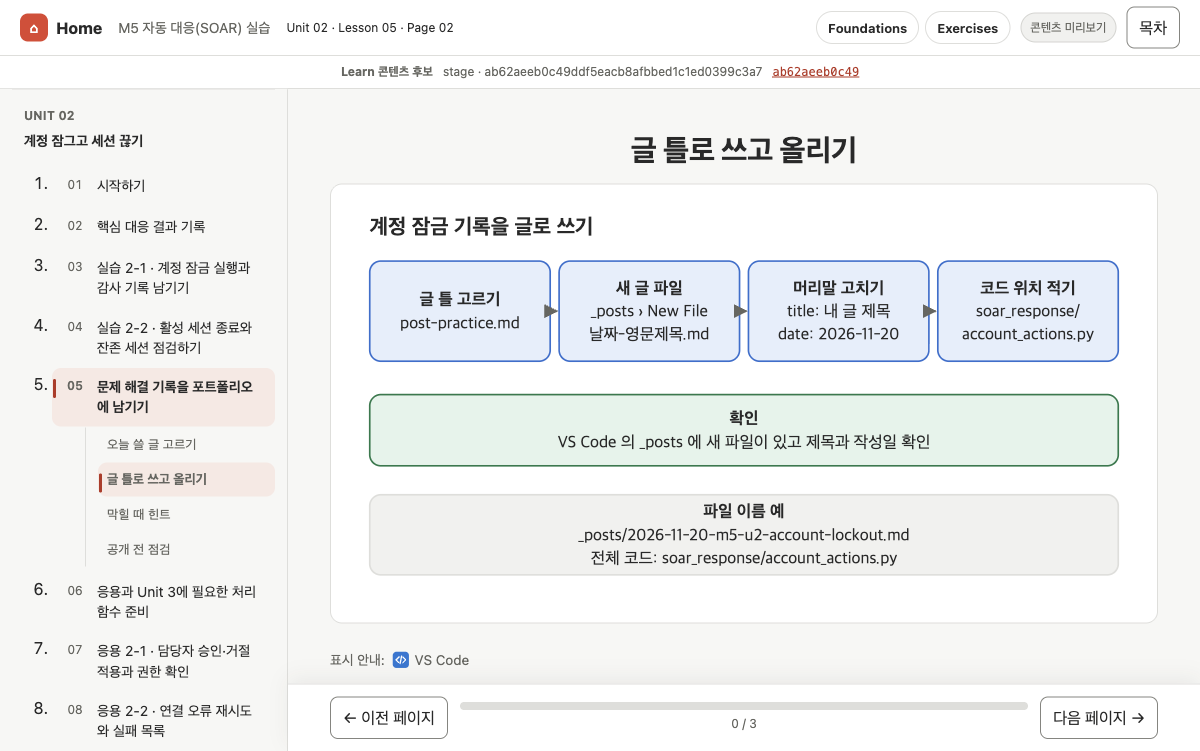 Home
M5 자동 대응(SOAR) 실습
Unit 02 · Lesson 05 · Page 02
Foundations
Exercises
콘텐츠 미리보기
목차
Learn 콘텐츠 후보 stage · ab62aeeb0c49ddf5eacb8afbbed1c1ed0399c3a7 ab62aeeb0c49
UNIT 02
계정 잠그고 세션 끊기
1. 01 시작하기
2. 02 핵심 대응 결과 기록
3. 03 실습 2-1 · 계정 잠금 실행과
감사 기록 남기기
4. 04 실습 2-2 · 활성 세션 종료와
잔존 세션 점검하기
5. 05 문제 해결 기록을 포트폴리오
에 남기기
오늘 쓸 글 고르기
글 틀로 쓰고 올리기
막힐 때 힌트
공개 전 점검
6. 06 응용과 Unit 3에 필요한 처리
함수 준비
7. 07 응용 2-1 · 담당자 승인·거절
적용과 권한 확인
8. 08 응용 2-2 · 연결 오류 재시도
와 실패 목록
글 틀로 쓰고 올리기
계정 잠금 기록을 글로 쓰기
글 틀 고르기
post-practice.md
새 글 파일
_posts › New File
날짜-영문제목.md
머리말 고치기
title: 내 글 제목
date: 2026-11-20
코드 위치 적기
soar_response/
account_actions.py
확인
VS Code 의 _posts 에 새 파일이 있고 제목과 작성일 확인
파일 이름 예
_posts/2026-11-20-m5-u2-account-lockout.md
전체 코드: soar_response/account_actions.py
표시 안내: VS Code
← 이전 페이지
0 / 3
다음 페이지 →